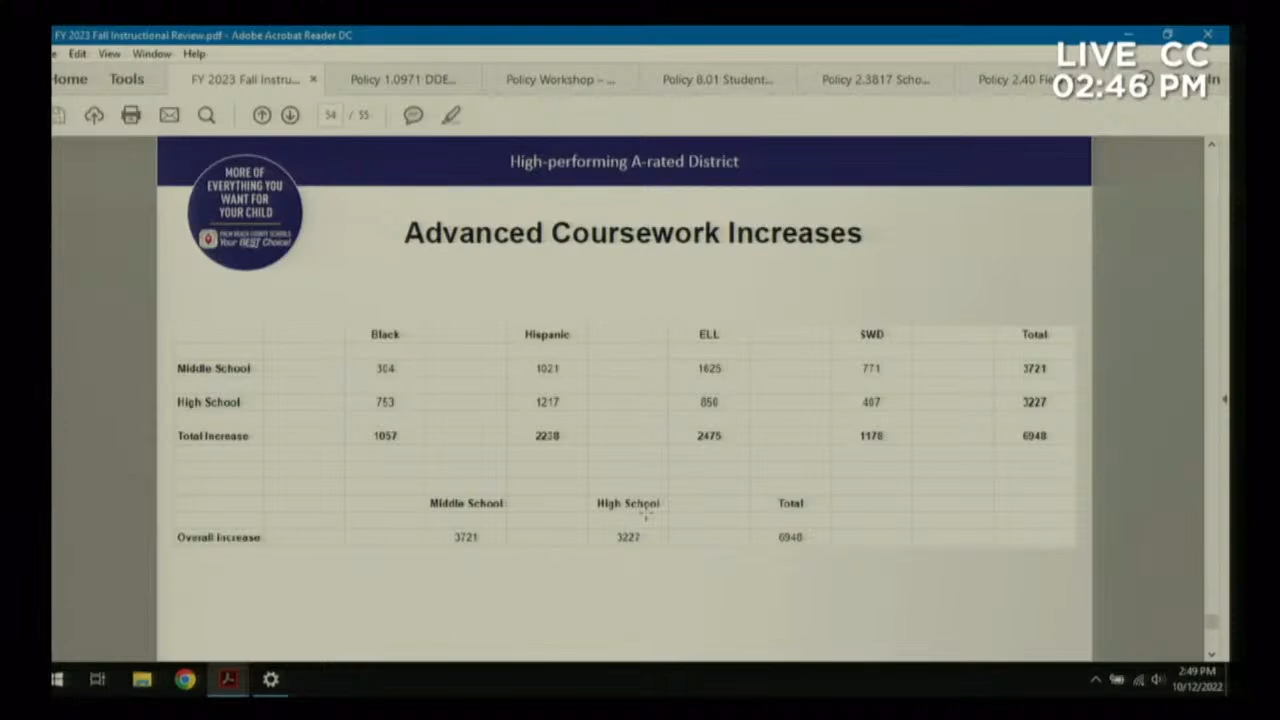 FY 2023 Fall Instructional Review.pdf - Adobe Acrobat Reader DC
Edit View Window Help
LIVE CC
02:46 PM
Home Tools FY 2023 Fall Instru... × Policy 1.0971 DDE... Policy Workshop – ... Policy 8.01 Student... Policy 2.3817 Scho... Policy 2.40 In
54 / 55
High-performing A-rated District
MORE OF
EVERYTHING YOU
WANT FOR
YOUR CHILD
PALM BEACH COUNTY SCHOOLS
Your BEST Choice!
Advanced Coursework Increases
Black Hispanic ELL SWD Total
Middle School 304 1021 1625 771 3721
High School 753 1217 850 407 3227
Total Increase 1057 2238 2475 1178 6948
Middle School High School Total
Overall Increase 3721 3227 6948
2:49 PM
10/12/2022